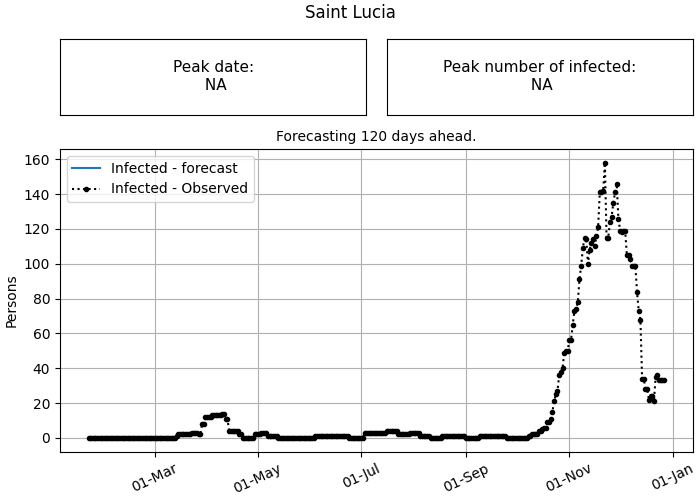 Saint Lucia
Peak date:
NA
Peak number of infected:
NA
Forecasting 120 days ahead.
Infected - forecast
Infected - Observed
Persons
160
140
120
100
80
60
40
20
0
01-Mar
01-May
01-Jul
01-Sep
01-Nov
01-Jan